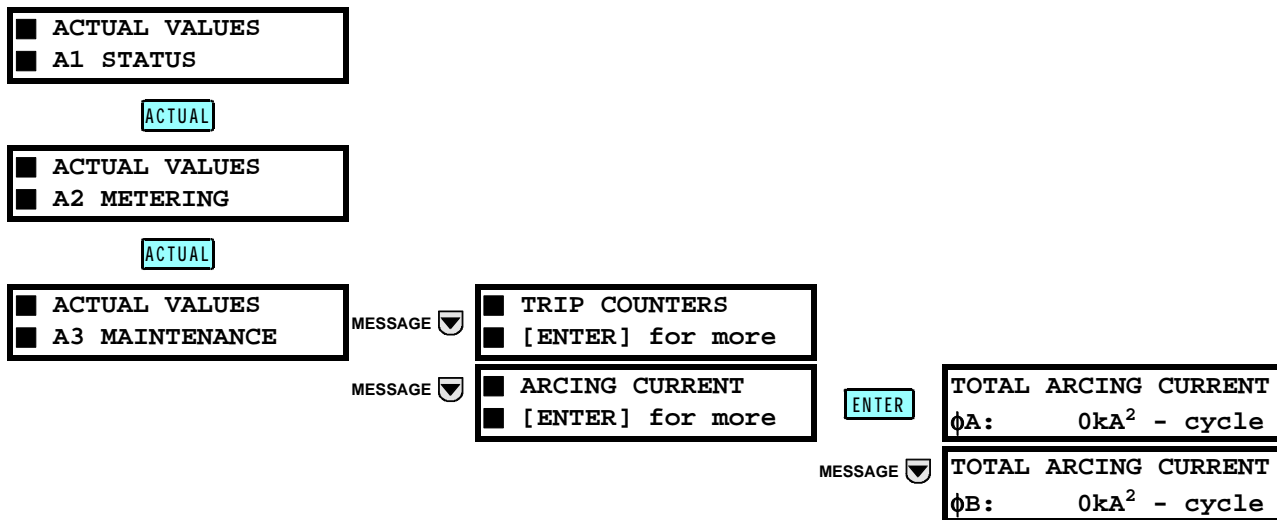 ACTUAL VALUES
A1 STATUS
ACTUAL
ACTUAL VALUES
A2 METERING
ACTUAL
ACTUAL VALUES
A3 MAINTENANCE
MESSAGE
TRIP COUNTERS
[ENTER] for more
MESSAGE
ARCING CURRENT
[ENTER] for more
ENTER
TOTAL ARCING CURRENT
ϕA: 0kA² - cycle
MESSAGE
TOTAL ARCING CURRENT
ϕB: 0kA² - cycle